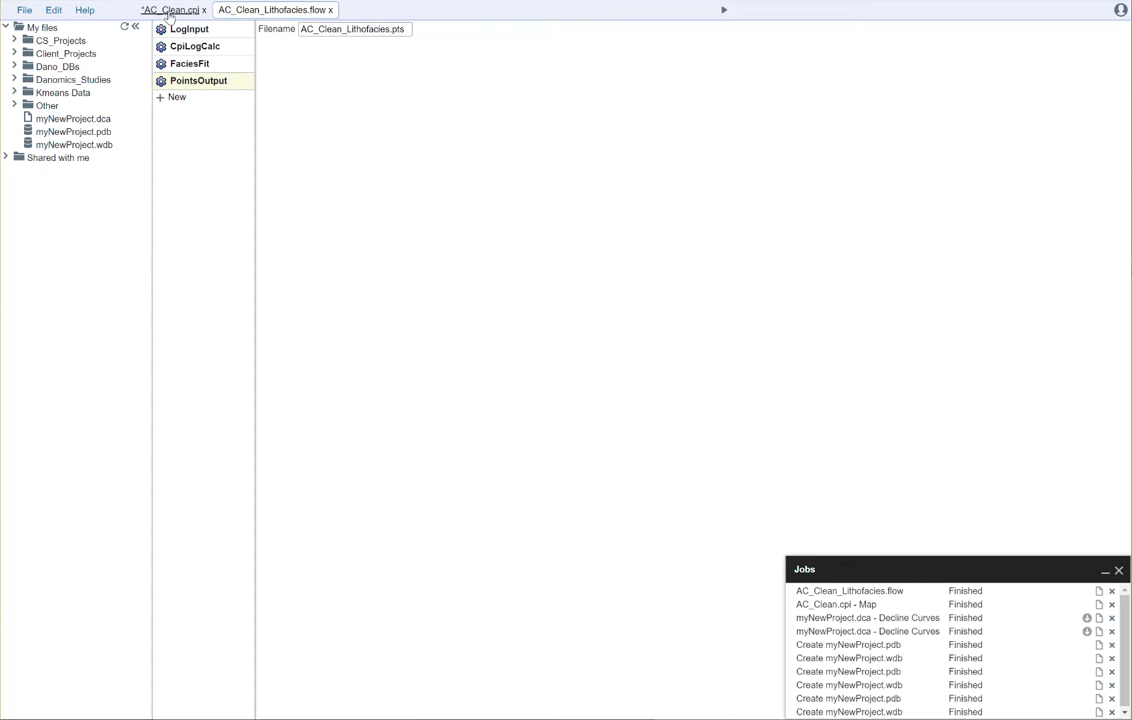 File Edit Help *AC_Clean.cpi x AC_Clean_Lithofacies.flow x
My files
CS_Projects
Client_Projects
Dano_DBs
Danomics_Studies
Kmeans Data
Other
myNewProject.dca
myNewProject.pdb
myNewProject.wdb
Shared with me
LogInput
CpiLogCalc
FaciesFit
PointsOutput
+ New
Filename AC_Clean_Lithofacies.pts
Jobs
AC_Clean_Lithofacies.flow Finished
AC_Clean.cpi - Map Finished
myNewProject.dca - Decline Curves Finished
myNewProject.dca - Decline Curves Finished
Create myNewProject.pdb Finished
Create myNewProject.wdb Finished
Create myNewProject.pdb Finished
Create myNewProject.wdb Finished
Create myNewProject.pdb Finished
Create myNewProject.wdb Finished